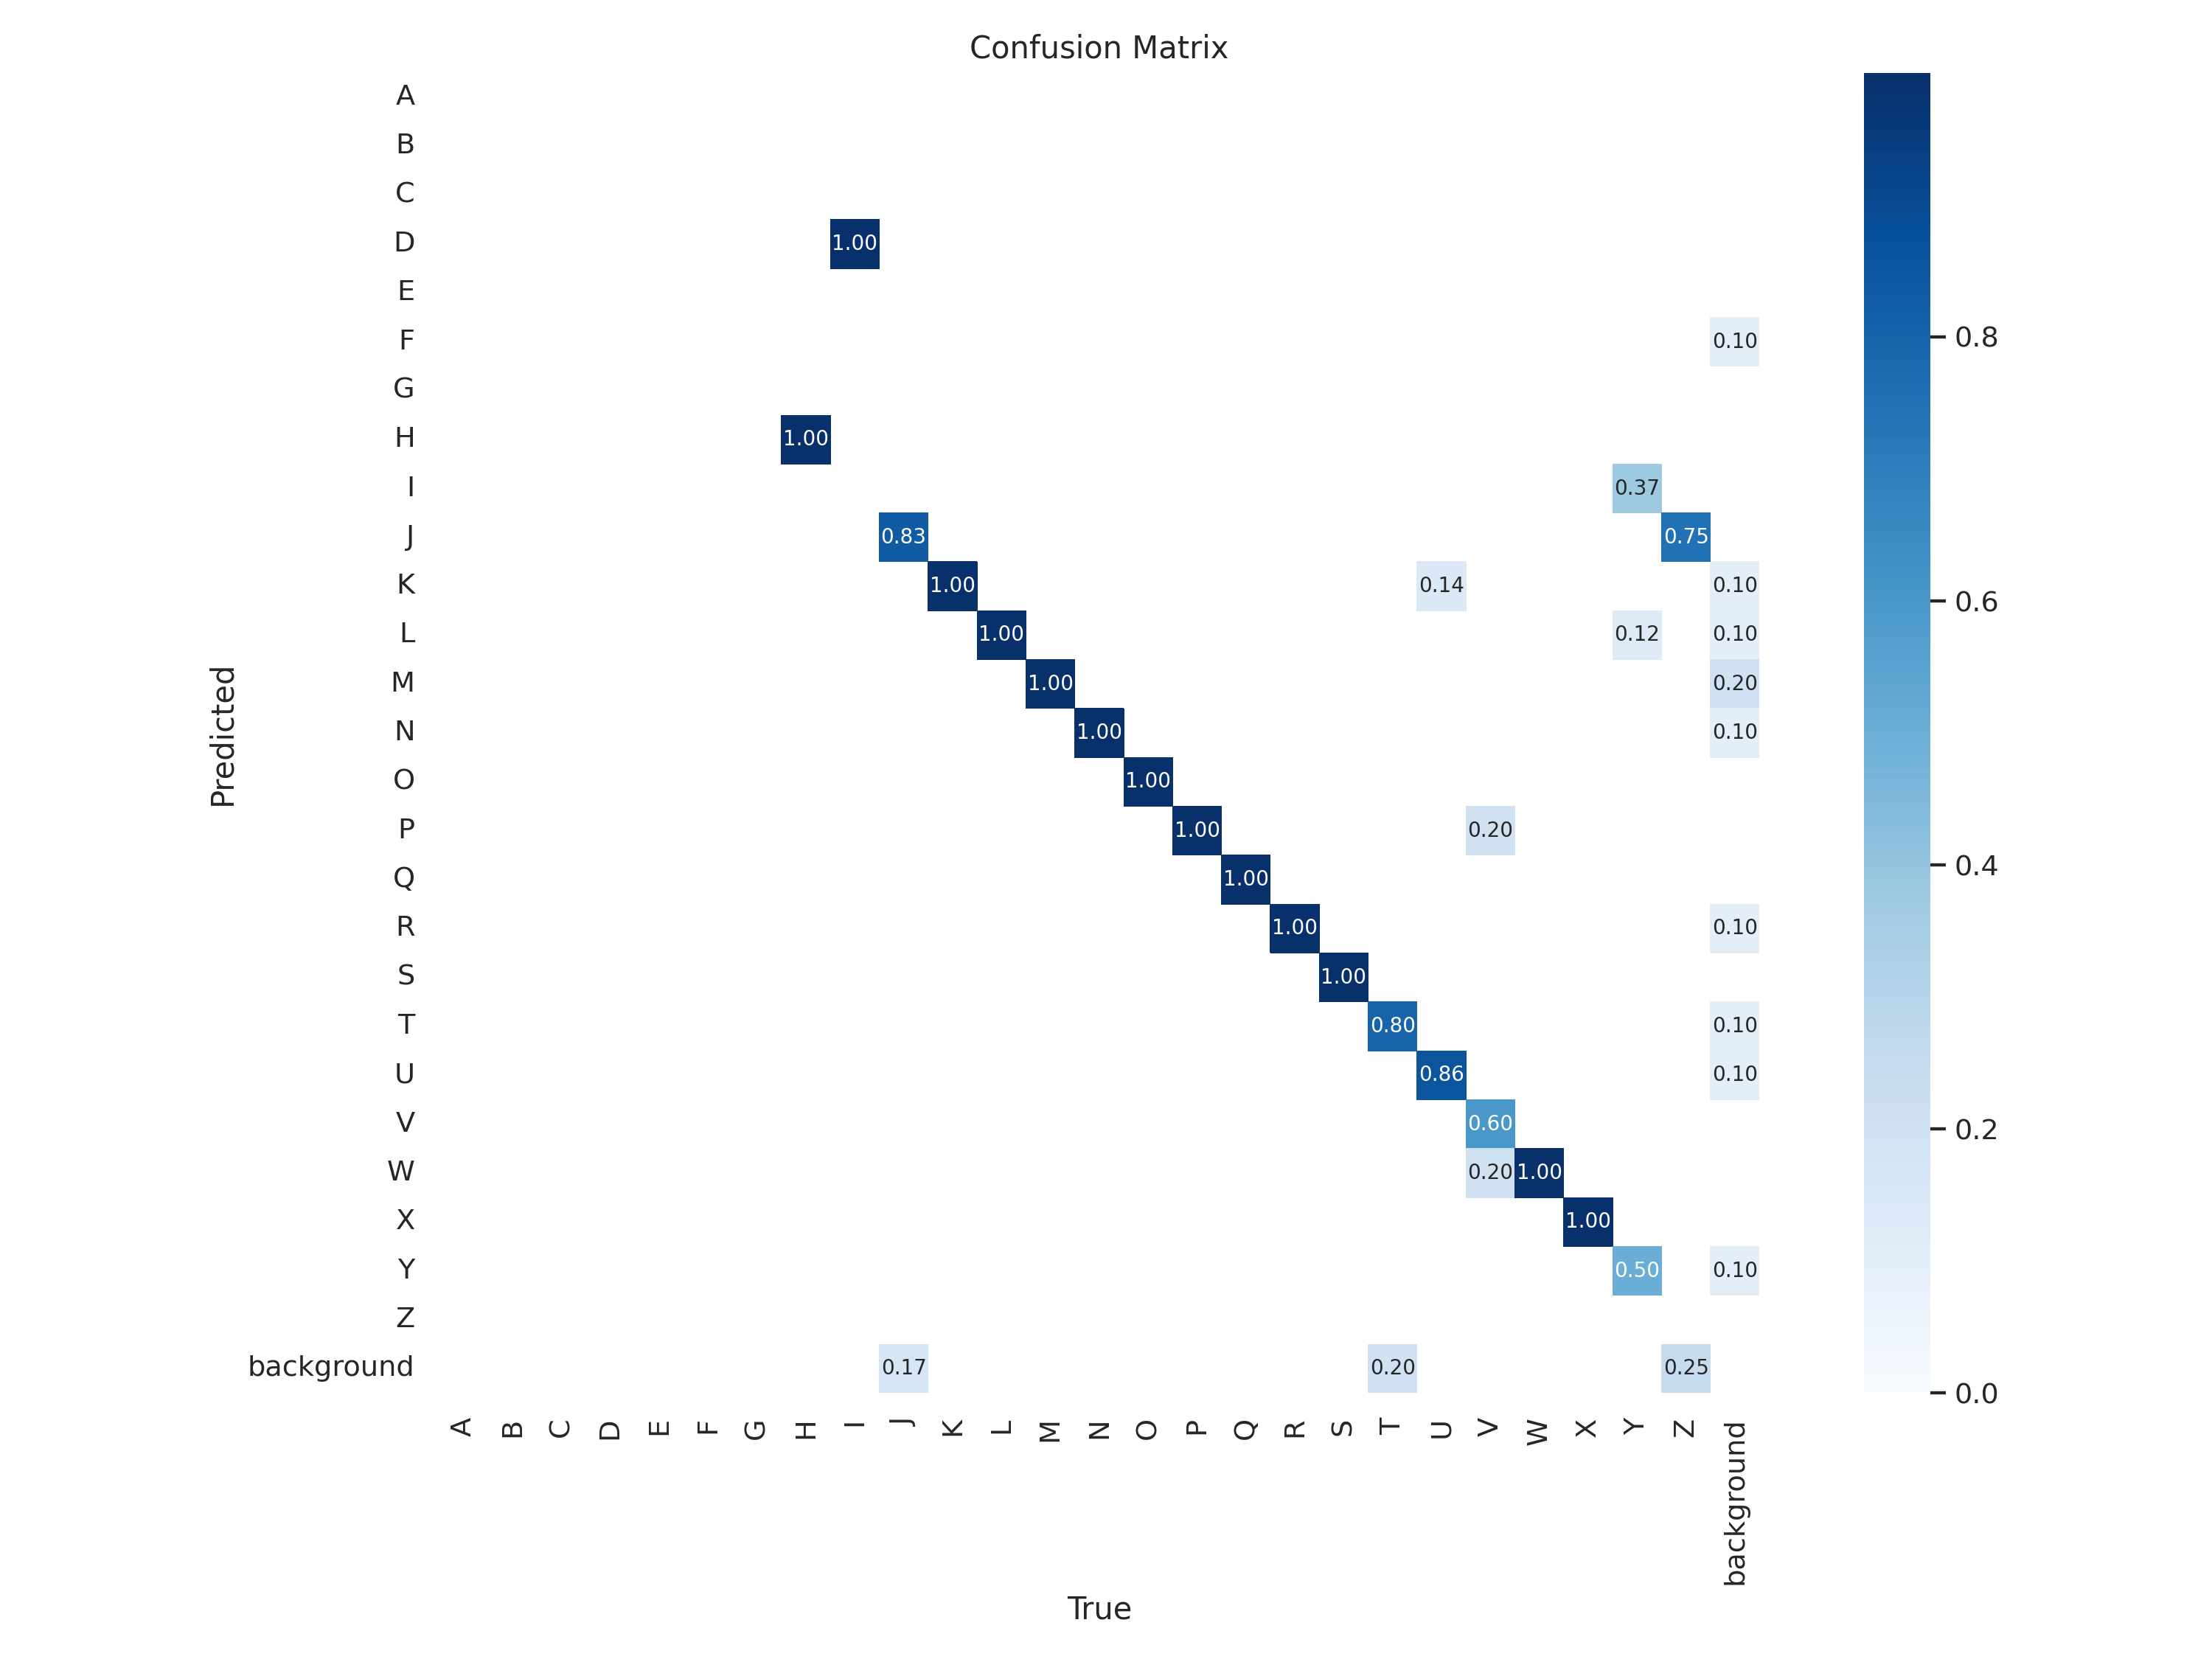 Confusion Matrix
A
B
C
D 1.00
E
F 0.10
G
H 1.00
I 0.37
J 0.83 0.75
K 1.00 0.14 0.10
L 1.00 0.12 0.10
M 1.00 0.20
N 1.00 0.10
O 1.00
P 1.00 0.20
Q 1.00
R 1.00 0.10
S 1.00
T 0.80 0.10
U 0.86 0.10
V 0.60
W 0.20 1.00
X 1.00
Y 0.50 0.10
Z
background 0.17 0.20 0.25
Predicted
A B C D E F G H I J K L M N O P Q R S T U V W X Y Z background
True
0.8
0.6
0.4
0.2
0.0